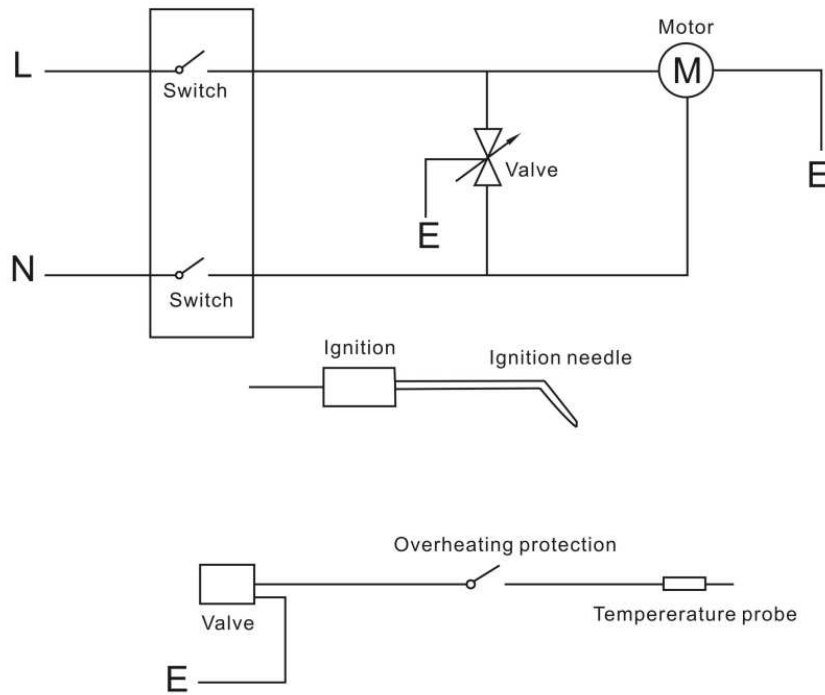 Motor
L
M
Switch
Valve
E
E
N
Switch
Ignition
Ignition needle
Overheating protection
Valve
Tempererature probe
E